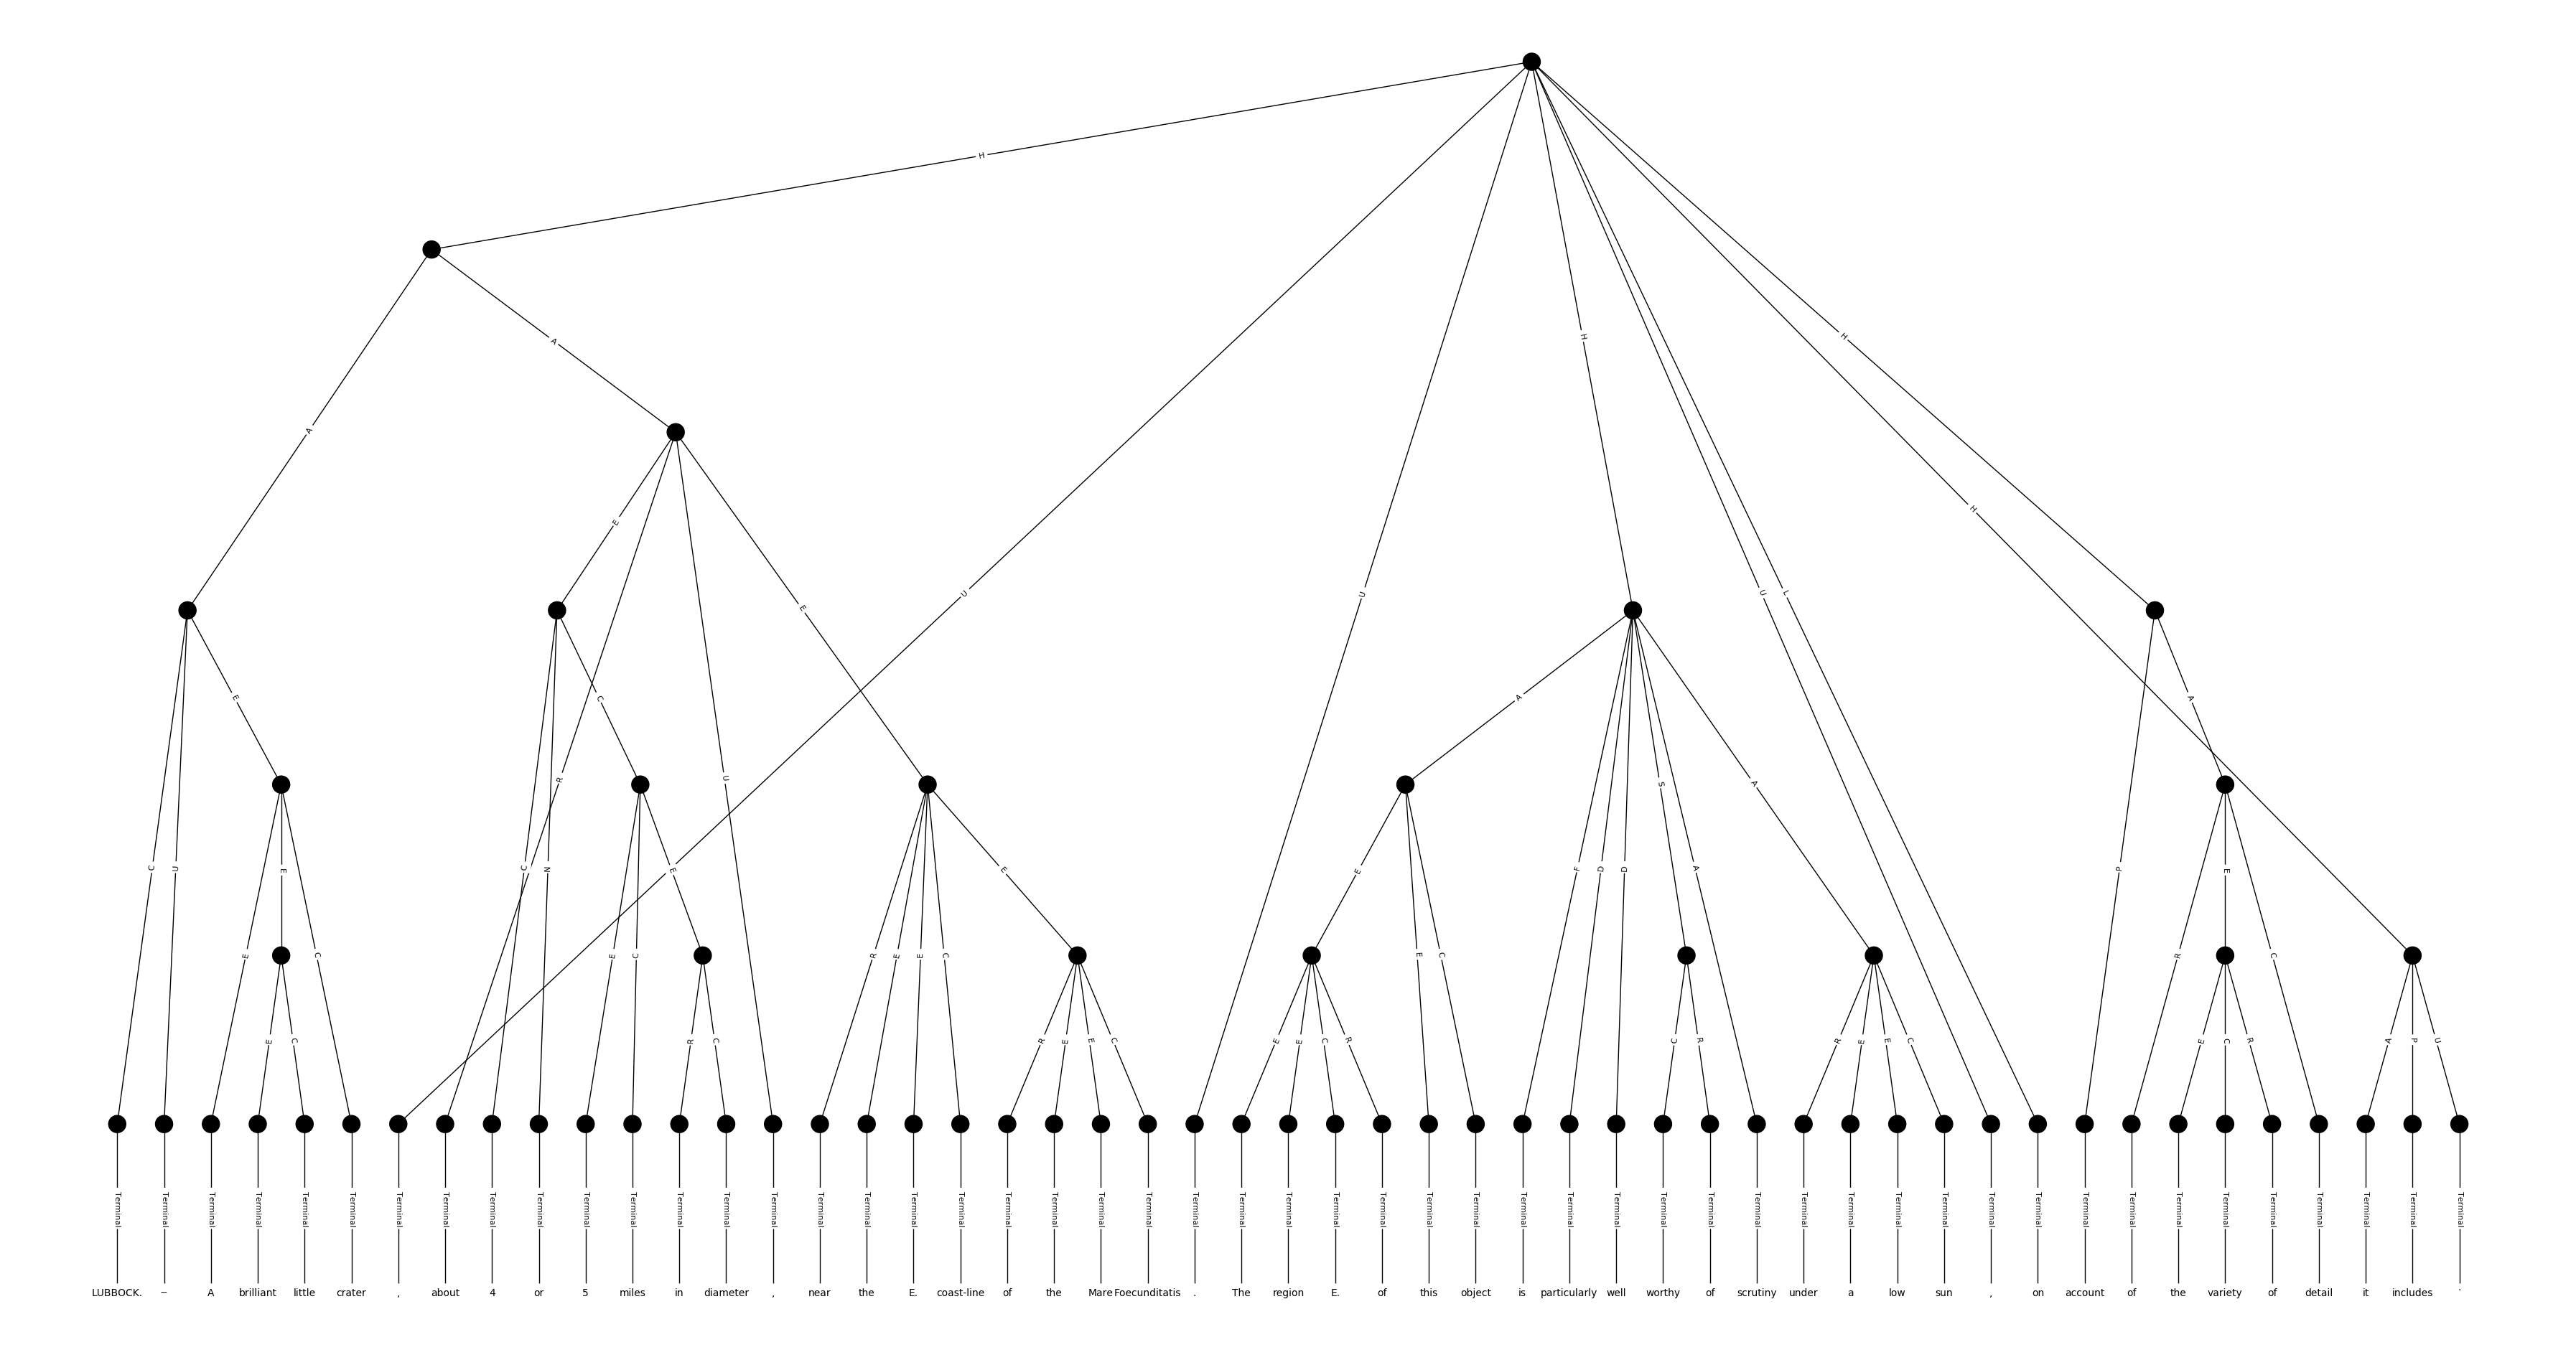 H
A
H
H
A
E
H
U
U
U
L
E
A
E
C
A
A
R
U
S
A
C
U
E
C
N
E
E
E
F
D
D
A
P
E
E
C
E
C
R
E
E
C
E
C
R
C
E
C
R
C
R
E
E
C
E
E
C
R
C
R
R
E
E
C
E
C
R
A
P
U
Terminal Terminal Terminal Terminal Terminal Terminal Terminal Terminal Terminal Terminal Terminal Terminal Terminal Terminal Terminal Terminal Terminal Terminal Terminal Terminal Terminal Terminal Terminal Terminal Terminal Terminal Terminal Terminal Terminal Terminal Terminal Terminal Terminal Terminal Terminal Terminal Terminal Terminal Terminal Terminal Terminal Terminal Terminal Terminal Terminal Terminal Terminal Terminal Terminal Terminal Terminal
LUBBOCK. -- A brilliant little crater , about 4 or 5 miles in diameter , near the E. coast-line of the Mare Foecunditatis . The region E. of this object is particularly well worthy of scrutiny under a low sun , on account of the variety of detail it includes .